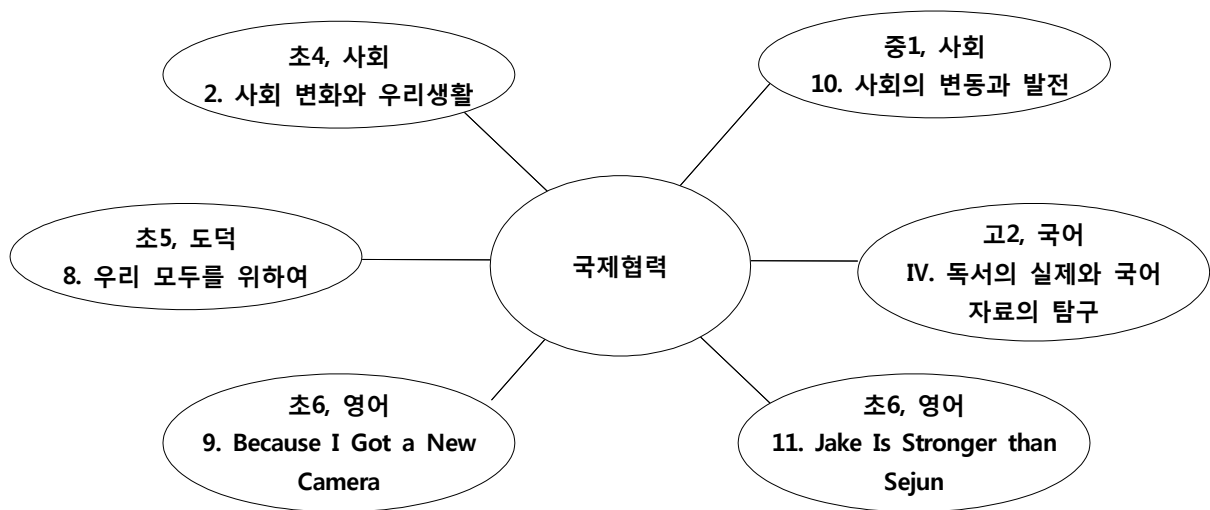 초4, 사회
2. 사회 변화와 우리생활
중1, 사회
10. 사회의 변동과 발전
초5, 도덕
8. 우리 모두를 위하여
국제협력
고2, 국어
IV. 독서의 실제와 국어
자료의 탐구
초6, 영어
9. Because I Got a New
Camera
초6, 영어
11. Jake Is Stronger than
Sejun